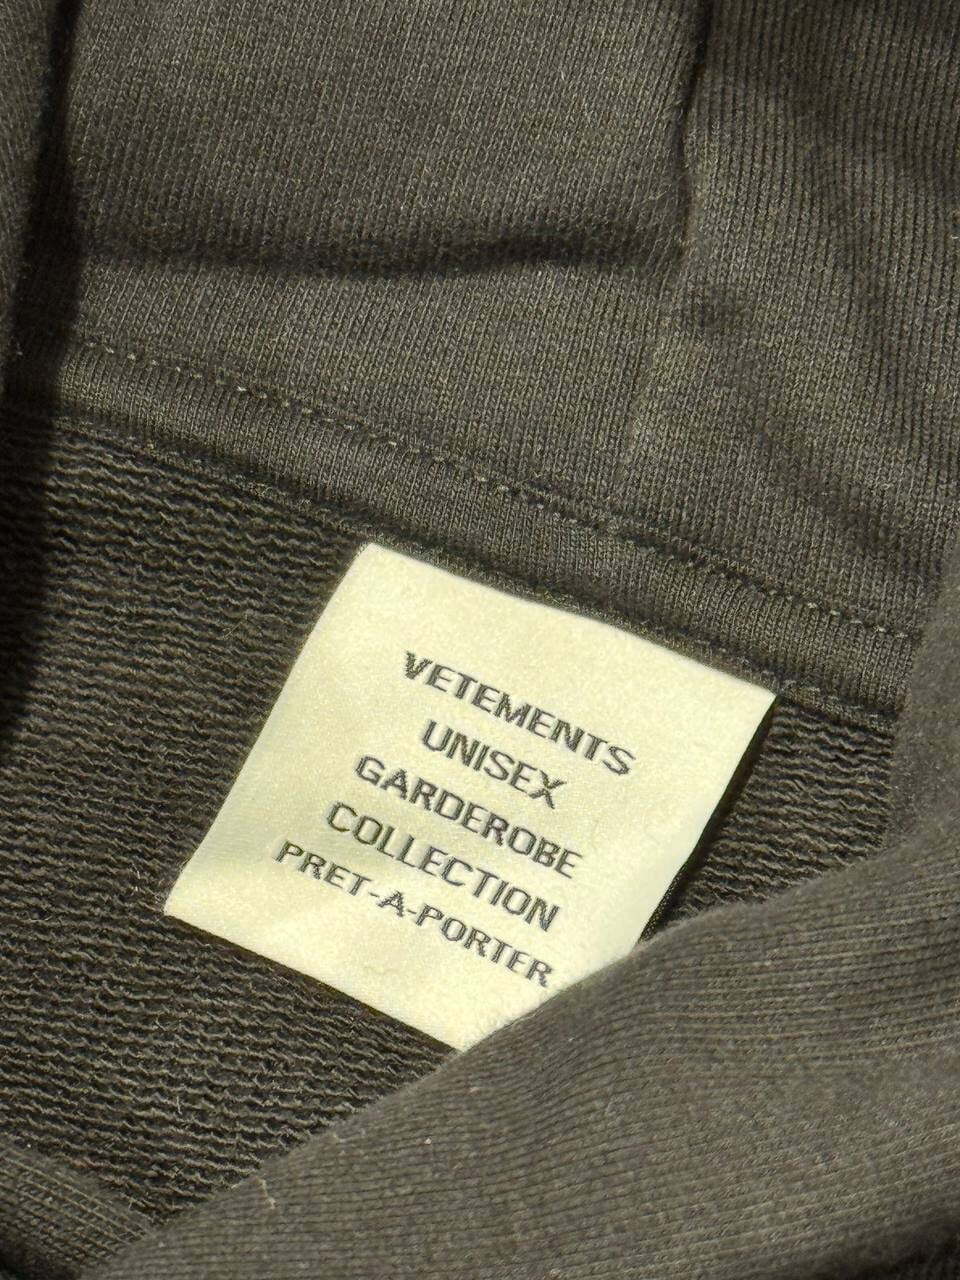 VETEMENTS
UNISEX
GARDEROBE
COLLECTION
PRET-A-PORTER